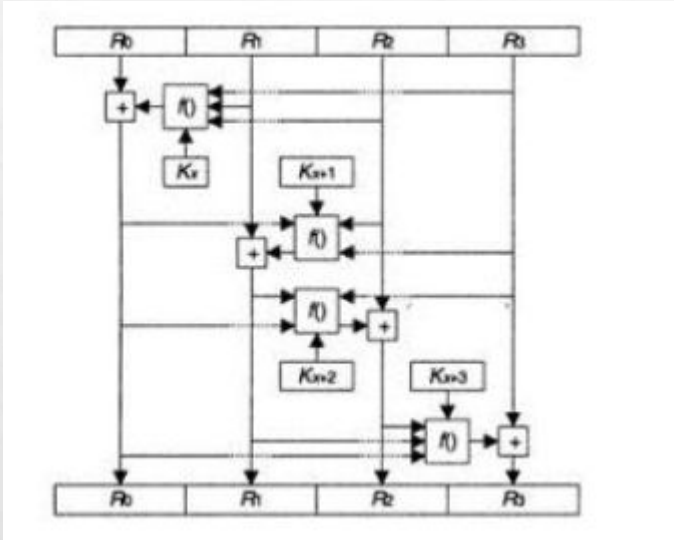 R0 R1 R2 R3
+ f()
Kx Kx+1
f()
+
f()
+
Kx+2 Kx+3
f() +
R0 R1 R2 R3